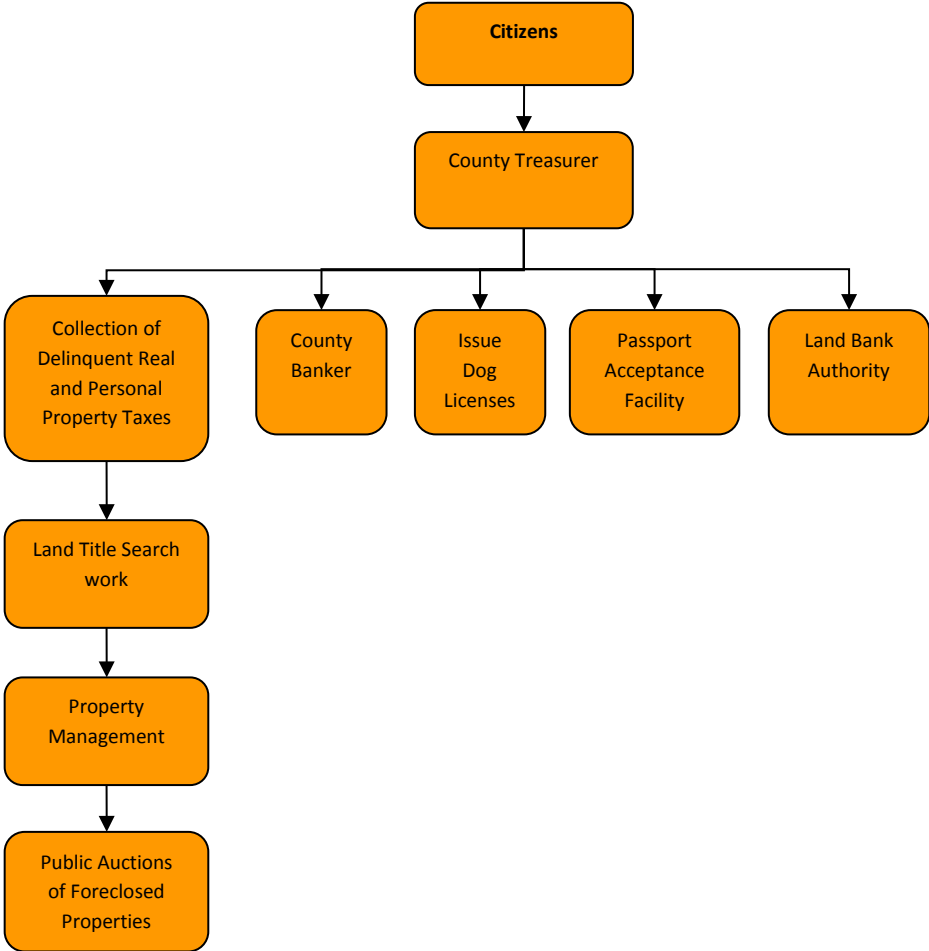 Citizens
County Treasurer
Collection of
Delinquent Real
and Personal
Property Taxes
County
Banker
Issue
Dog
Licenses
Passport
Acceptance
Facility
Land Bank
Authority
Land Title Search
work
Property
Management
Public Auctions
of Foreclosed
Properties